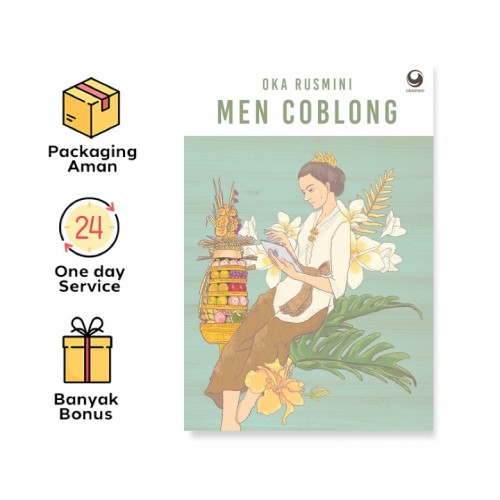 OKA RUSMINI
MEN COBLONG
Packaging
Aman
24
One day
Service
Banyak
Bonus